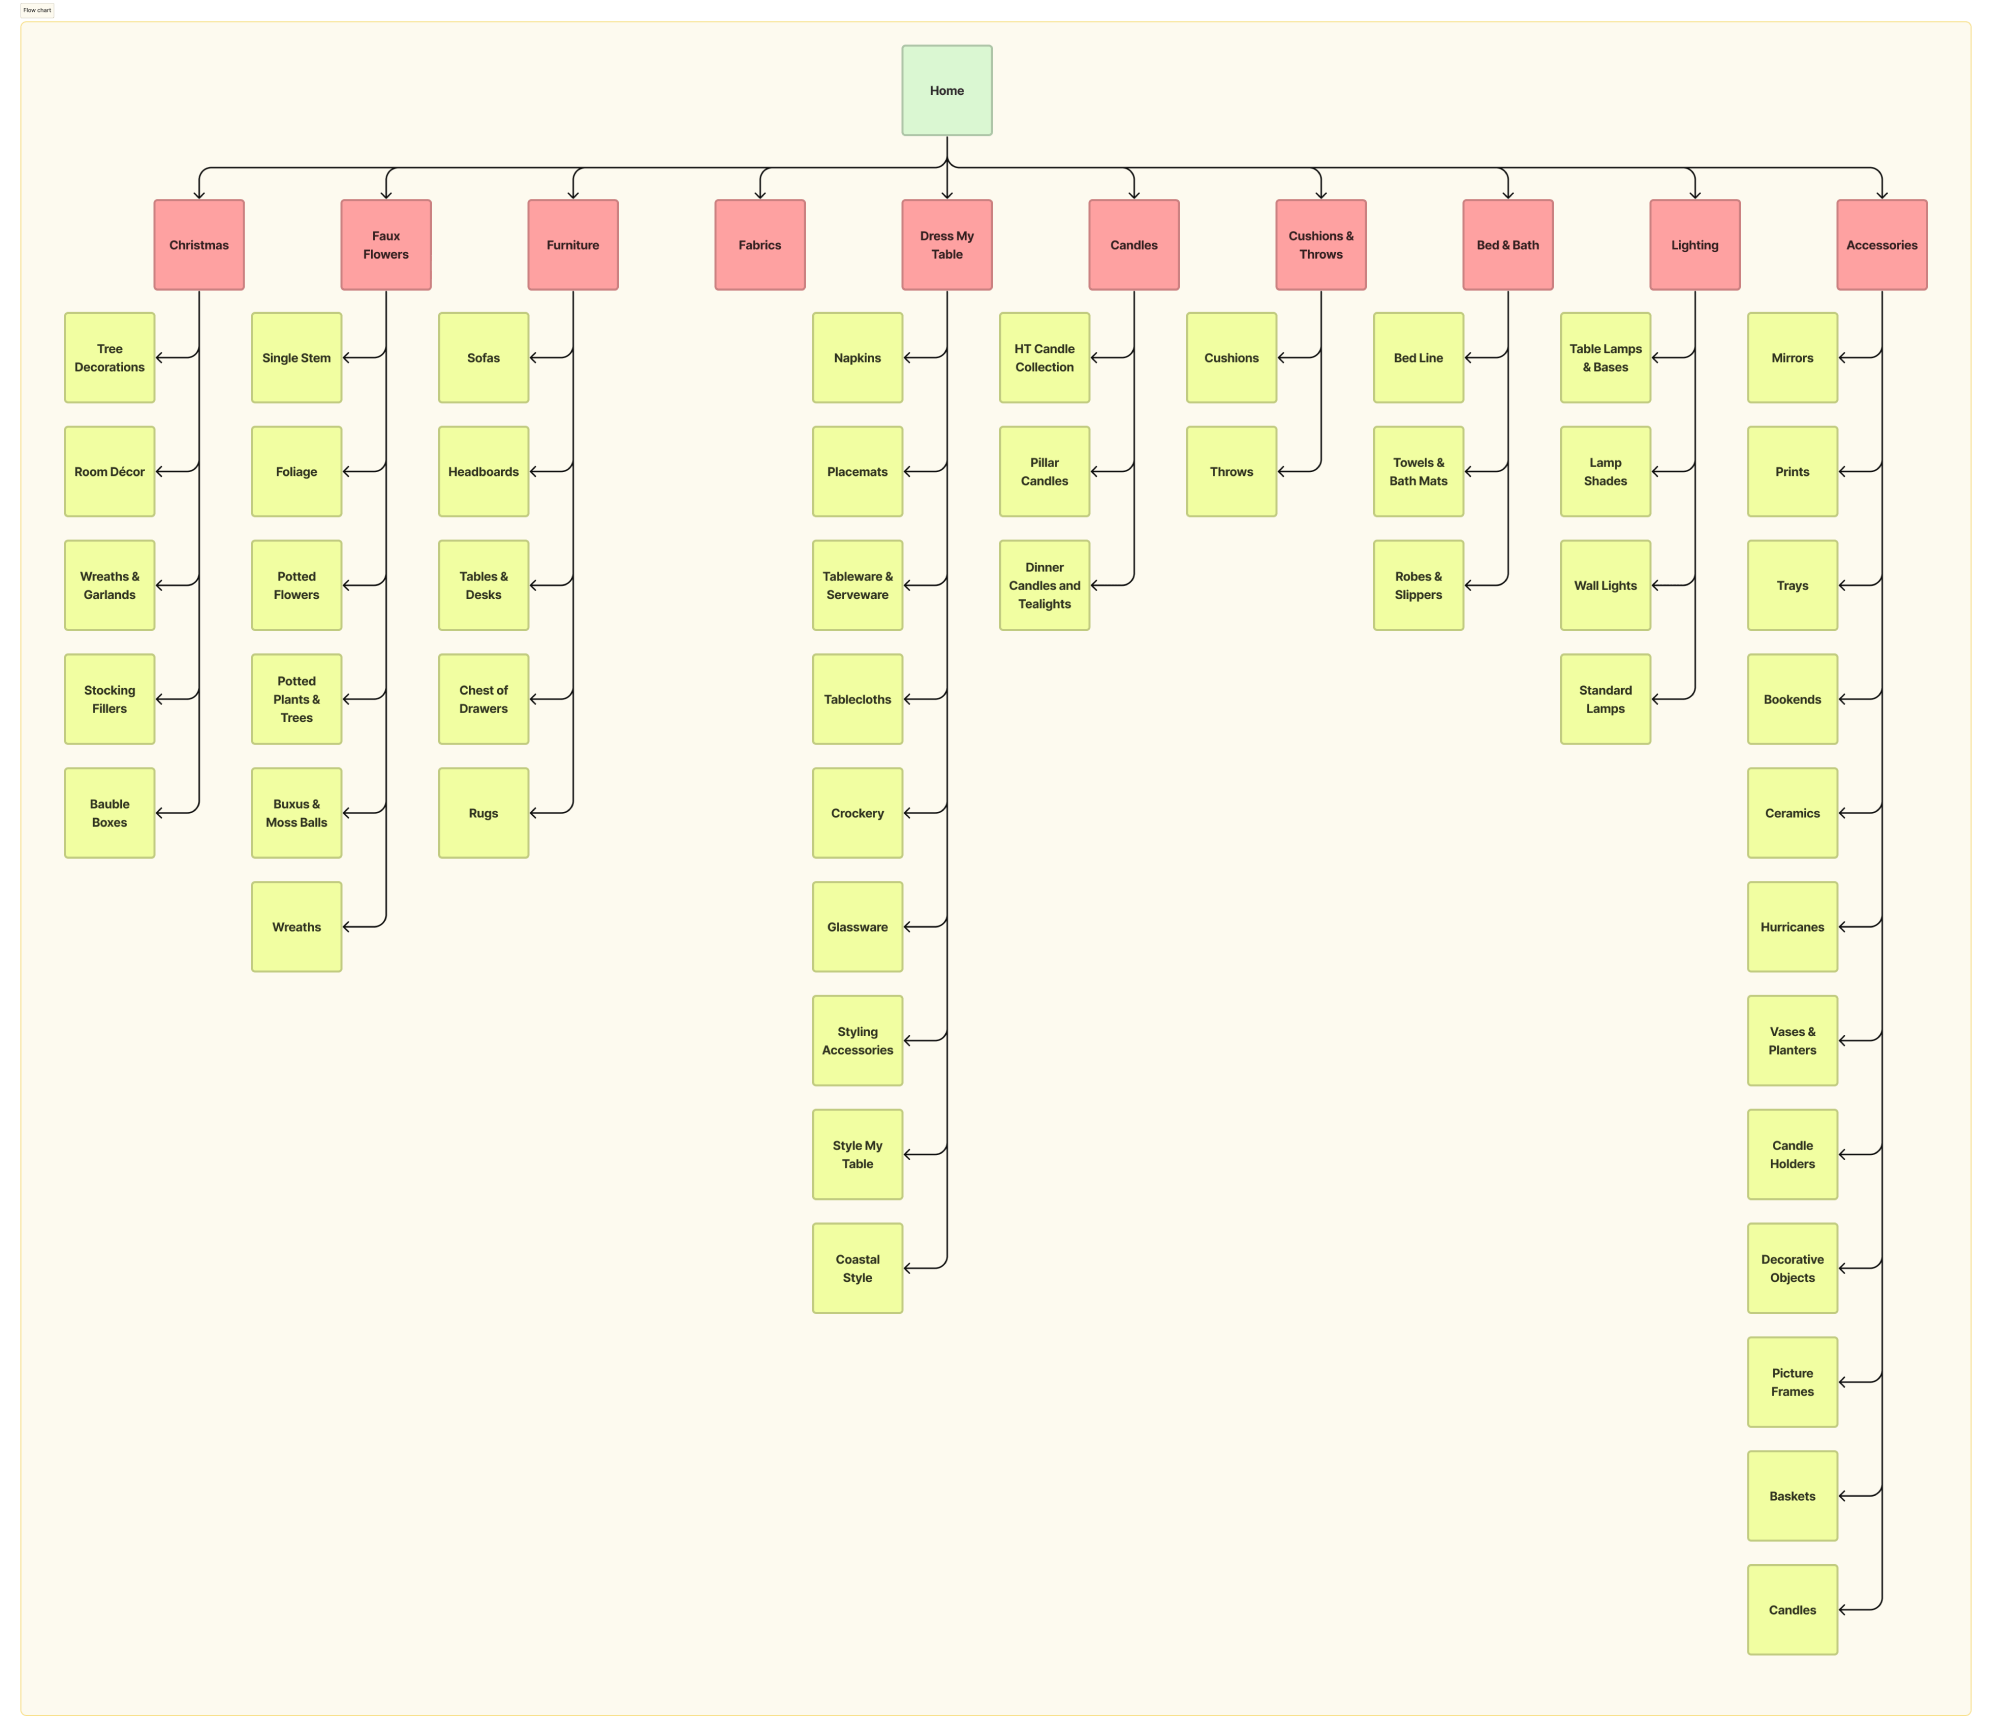 Flow chart
Home
Christmas
Faux
Flowers
Furniture
Fabrics
Dress My
Table
Candles
Cushions &
Throws
Bed & Bath
Lighting
Accessories
Tree
Decorations
Single Stem
Sofas
Napkins
HT Candle
Collection
Cushions
Bed Line
Table Lamps
& Bases
Mirrors
Room Décor
Foliage
Headboards
Placemats
Pillar
Candles
Throws
Towels &
Bath Mats
Lamp
Shades
Prints
Wreaths &
Garlands
Potted
Flowers
Tables &
Desks
Tableware &
Serveware
Dinner
Candles and
Tealights
Robes &
Slippers
Wall Lights
Trays
Stocking
Fillers
Potted
Plants &
Trees
Chest of
Drawers
Tablecloths
Standard
Lamps
Bookends
Bauble
Boxes
Buxus &
Moss Balls
Rugs
Crockery
Ceramics
Wreaths
Glassware
Hurricanes
Styling
Accessories
Vases &
Planters
Style My
Table
Candle
Holders
Coastal
Style
Decorative
Objects
Picture
Frames
Baskets
Candles